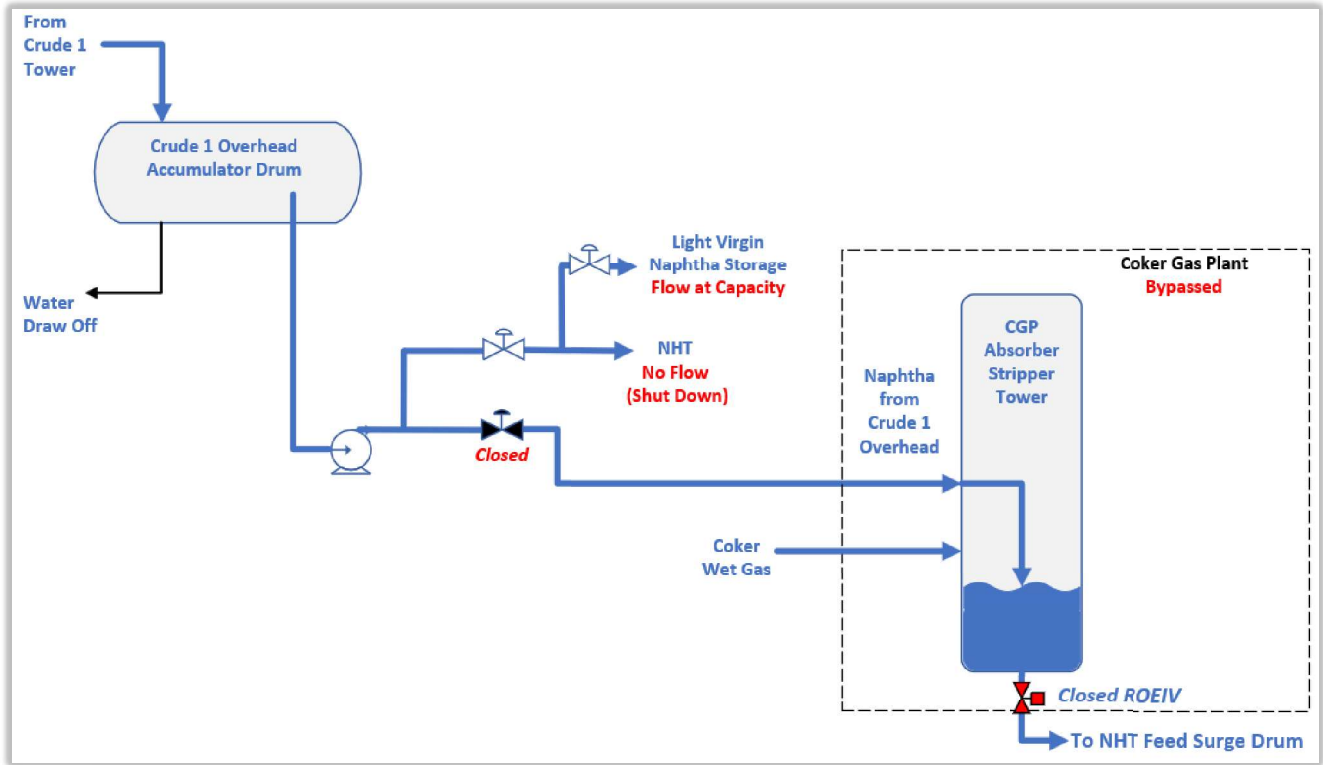 From
Crude 1
Tower
Crude 1 Overhead
Accumulator Drum
Water
Draw Off
Light Virgin
Naphtha Storage
Flow at Capacity
NHT
No Flow
(Shut Down)
Closed
Coker Gas Plant
Bypassed
CGP
Absorber
Stripper
Tower
Naphtha
from
Crude 1
Overhead
Coker
Wet Gas
Closed ROEIV
To NHT Feed Surge Drum